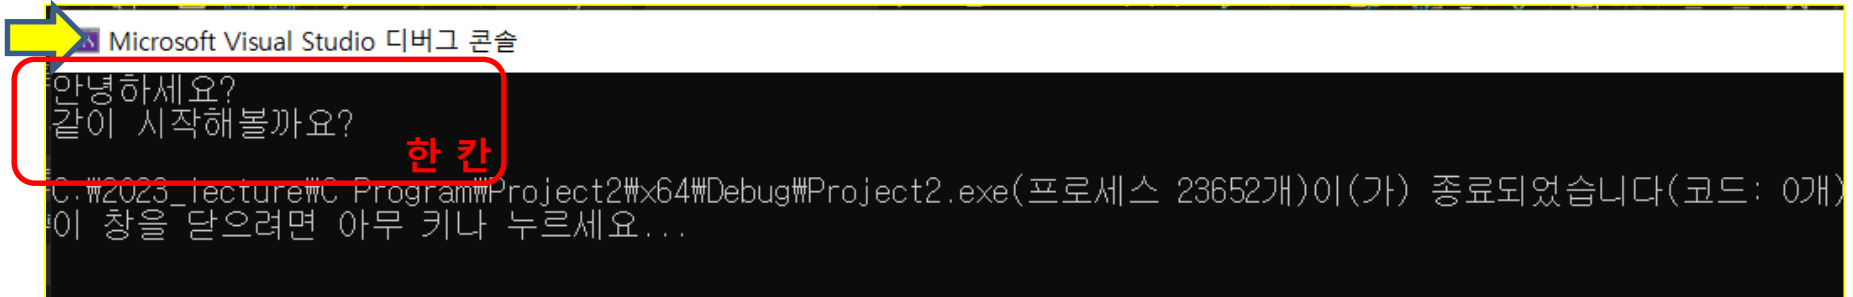 Microsoft Visual Studio 디버그 콘솔
안녕하세요?
같이 시작해볼까요?
한 칸
C:₩2023_lecture₩C Program₩Project2₩x64₩Debug₩Project2.exe(프로세스 23652개)이(가) 종료되었습니다(코드: 0개)
이 창을 닫으려면 아무 키나 누르세요...